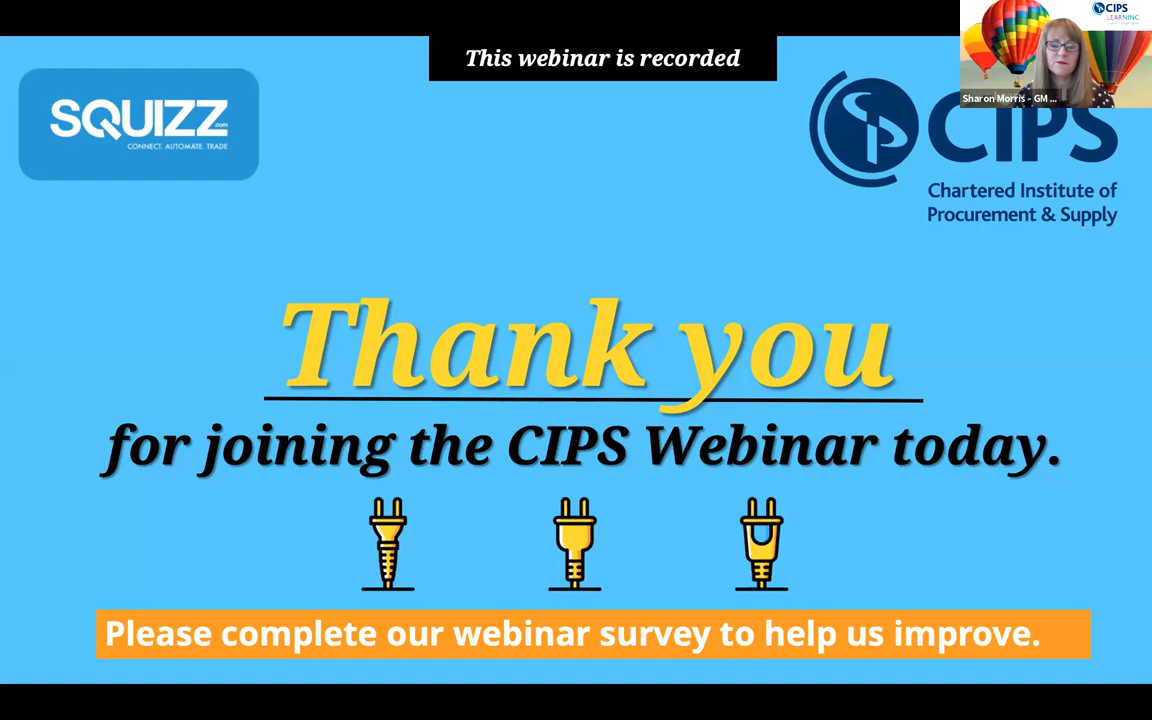 This webinar is recorded
SQUIZZ.com
CONNECT. AUTOMATE. TRADE
CIPS
LEARNING
Sharon Morris - GM ...
CIPS
Chartered Institute of
Procurement & Supply
Thank you
for joining the CIPS Webinar today.
Please complete our webinar survey to help us improve.